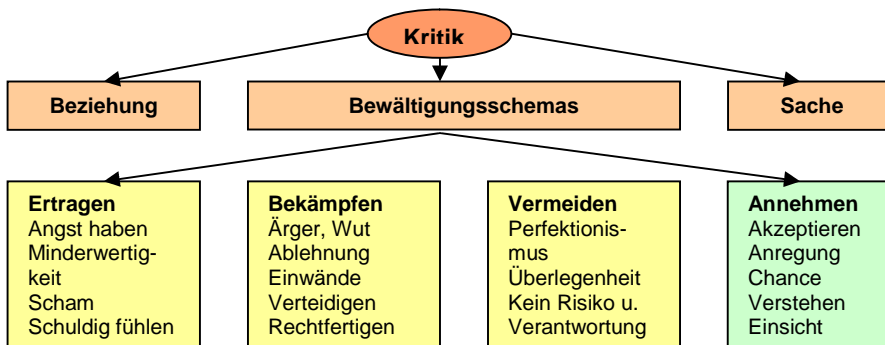 Kritik
Beziehung
Bewältigungsschemas
Sache
Ertragen
Angst haben
Minderwertig-
keit
Scham
Schuldig fühlen
Bekämpfen
Ärger, Wut
Ablehnung
Einwände
Verteidigen
Rechtfertigen
Vermeiden
Perfektionis-
mus
Überlegenheit
Kein Risiko u.
Verantwortung
Annehmen
Akzeptieren
Anregung
Chance
Verstehen
Einsicht